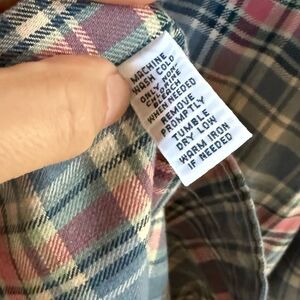 MACHINE
WASH COLD
ONLY NON-
CHLORINE
BLEACH
WHEN NEEDED
REMOVE
PROMPTLY
TUMBLE
DRY LOW
WARM IRON
IF NEEDED